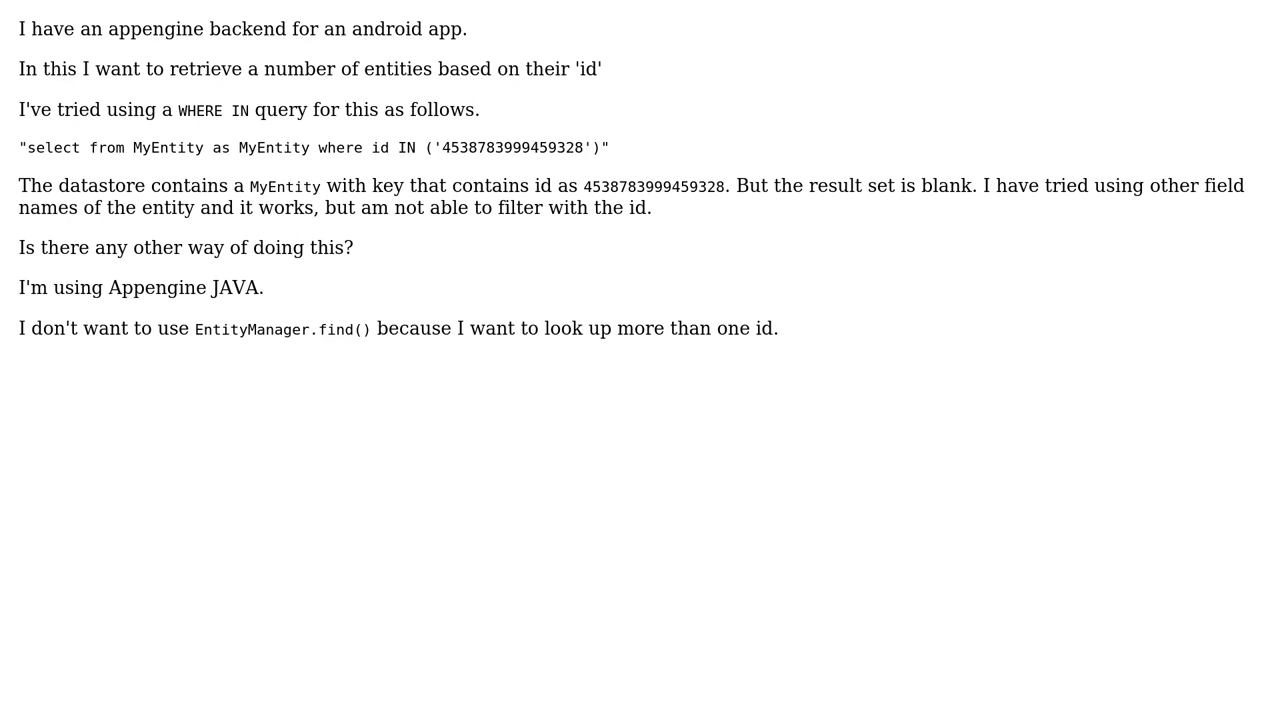 I have an appengine backend for an android app.
In this I want to retrieve a number of entities based on their 'id'
I've tried using a WHERE IN query for this as follows.
"select from MyEntity as MyEntity where id IN ('4538783999459328')"
The datastore contains a MyEntity with key that contains id as 4538783999459328. But the result set is blank. I have tried using other field
names of the entity and it works, but am not able to filter with the id.
Is there any other way of doing this?
I'm using Appengine JAVA.
I don't want to use EntityManager.find() because I want to look up more than one id.